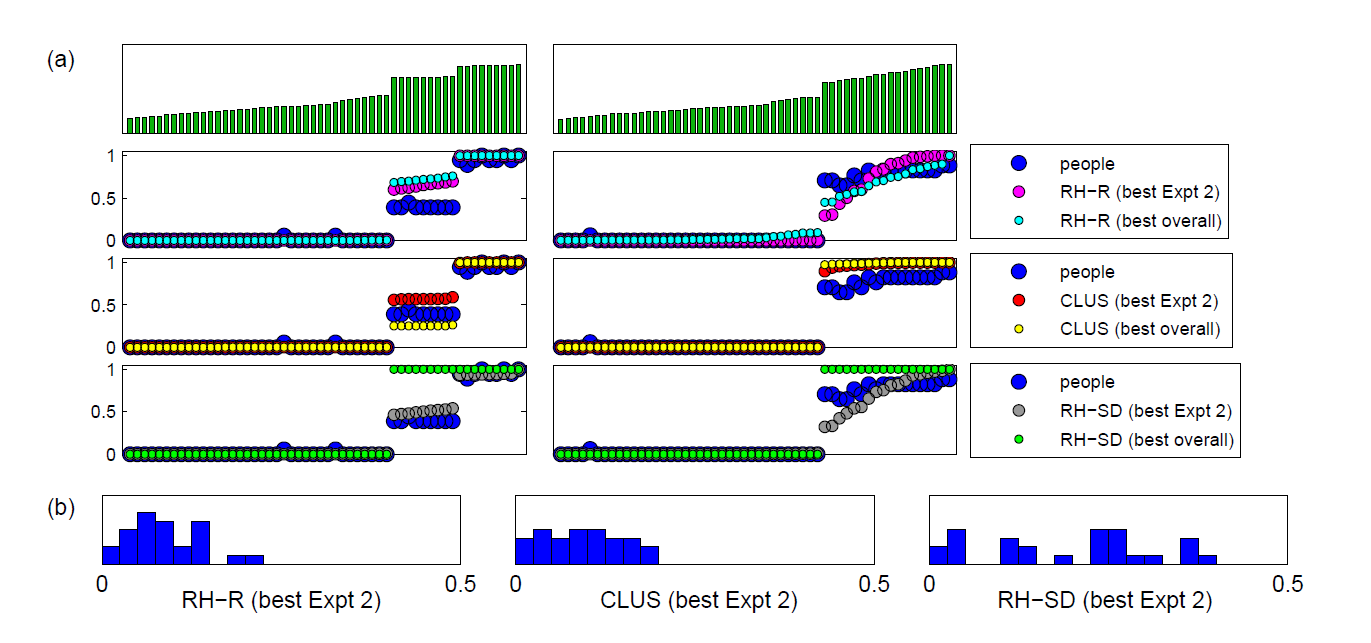 (a)
1
0.5
0
people
RH−R (best Expt 2)
RH−R (best overall)
1
0.5
0
people
CLUS (best Expt 2)
CLUS (best overall)
1
0.5
0
people
RH−SD (best Expt 2)
RH−SD (best overall)
(b)
0 0.5 0 0.5 0 0.5
RH−R (best Expt 2) CLUS (best Expt 2) RH−SD (best Expt 2)